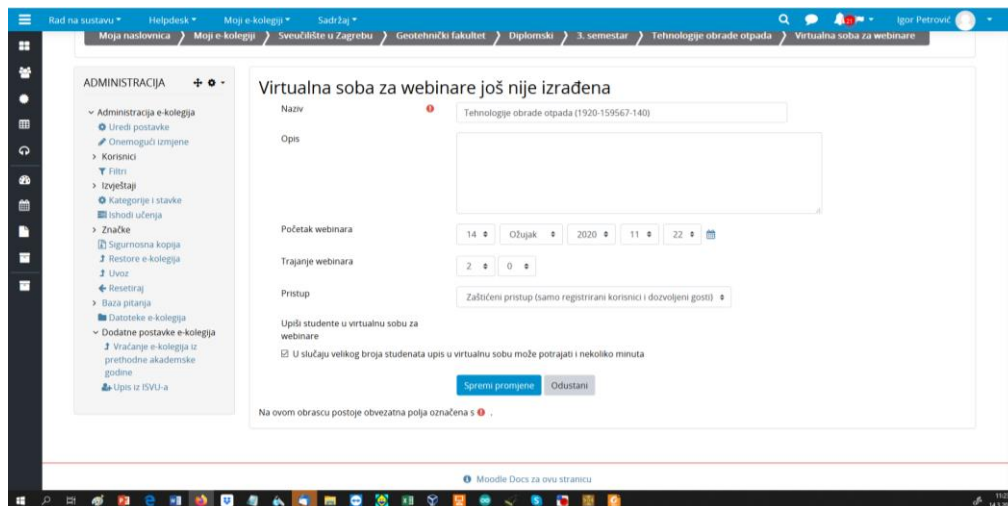 Rad na sustavu Helpdesk Moji e-kolegiji Sadržaj 21 Igor Petrović
Moja naslovnica Moji e-kolegiji Sveučilište u Zagrebu Geotehnički fakultet Diplomski 3. semestar Tehnologije obrade otpada Virtualna soba za webinare
ADMINISTRACIJA
Administracija e-kolegija
Uredi postavke
Onemogući izmjene
Korisnici
Filtri
Izvještaji
Kategorije i stavke
Ishodi učenja
Značke
Sigurnosna kopija
Restore e-kolegija
Uvoz
Resetiraj
Baza pitanja
Datoteke e-kolegija
Dodatne postavke e-kolegija
Vraćanje e-kolegija iz
prethodne akademske
godine
Upis iz ISVU-a
Virtualna soba za webinare još nije izrađena
Naziv Tehnologije obrade otpada (1920-159567-140)
Opis
Početak webinara 14 Ožujak 2020 11 22
Trajanje webinara 2 0
Pristup Zaštićeni pristup (samo registrirani korisnici i dozvoljeni gosti)
Upiši studente u virtualnu sobu za
webinare
U slučaju velikog broja studenata upis u virtualnu sobu može potrajati i nekoliko minuta
Spremi promjene Odustani
Na ovom obrascu postoje obvezatna polja označena s .
Moodle Docs za ovu stranicu